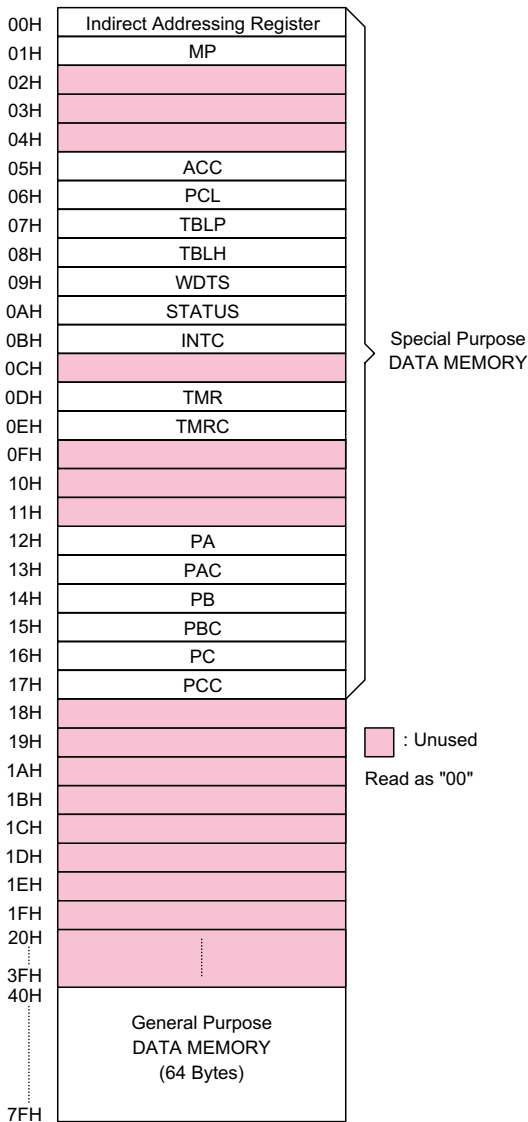 00H Indirect Addressing Register
01H MP
02H
03H
04H
05H ACC
06H PCL
07H TBLP
08H TBLH
09H WDTS
0AH STATUS
0BH INTC
Special Purpose
DATA MEMORY
0CH
0DH TMR
0EH TMRC
0FH
10H
11H
12H PA
13H PAC
14H PB
15H PBC
16H PC
17H PCC
18H
19H
: Unused
1AH
Read as "00"
1BH
1CH
1DH
1EH
1FH
20H
3FH
40H
General Purpose
DATA MEMORY
(64 Bytes)
7FH